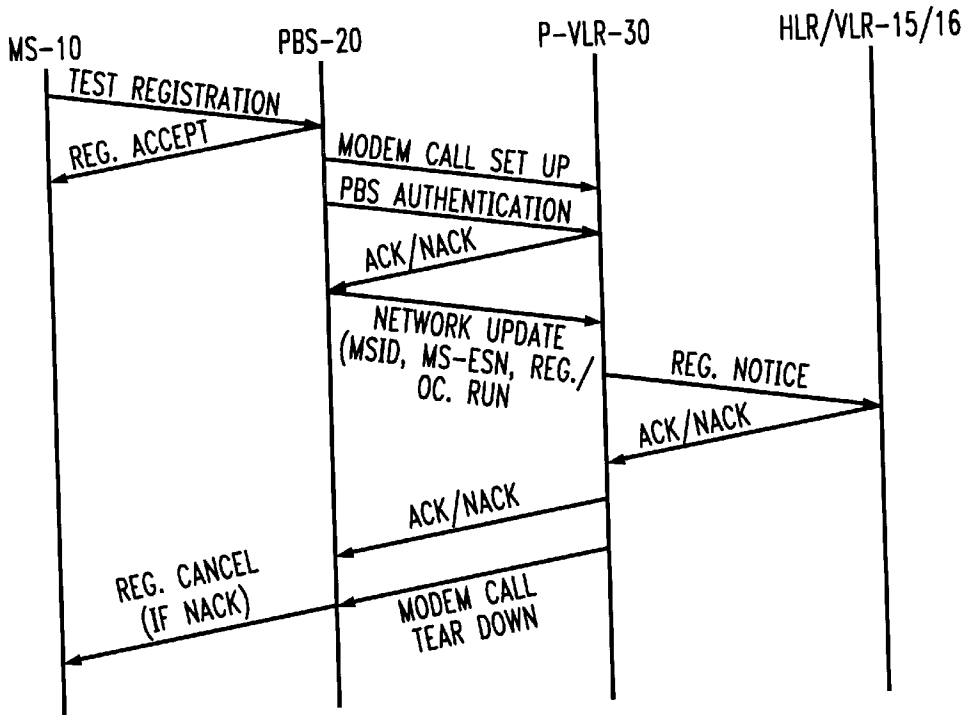 MS-10
PBS-20
P-VLR-30
HLR/VLR-15/16
TEST REGISTRATION
REG. ACCEPT
MODEM CALL SET UP
PBS AUTHENTICATION
ACK/NACK
NETWORK UPDATE
(MSID, MS-ESN, REG./
OC. RUN
REG. NOTICE
ACK/NACK
ACK/NACK
REG. CANCEL
(IF NACK)
MODEM CALL
TEAR DOWN